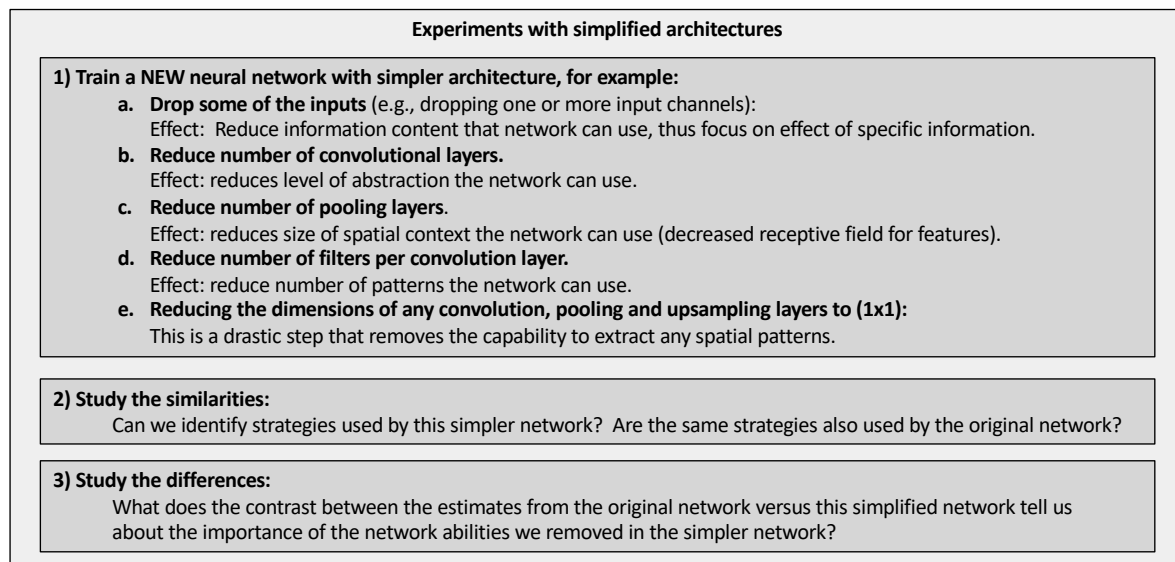 Experiments with simplified architectures
1) Train a NEW neural network with simpler architecture, for example:
a. Drop some of the inputs (e.g., dropping one or more input channels):
Effect:  Reduce information content that network can use, thus focus on effect of specific information.
b. Reduce number of convolutional layers.
Effect: reduces level of abstraction the network can use.
c. Reduce number of pooling layers.
Effect: reduces size of spatial context the network can use (decreased receptive field for features).
d. Reduce number of filters per convolution layer.
Effect: reduce number of patterns the network can use.
e. Reducing the dimensions of any convolution, pooling and upsampling layers to (1x1):
This is a drastic step that removes the capability to extract any spatial patterns.
2) Study the similarities:
Can we identify strategies used by this simpler network?  Are the same strategies also used by the original network?
3) Study the differences:
What does the contrast between the estimates from the original network versus this simplified network tell us
about the importance of the network abilities we removed in the simpler network?